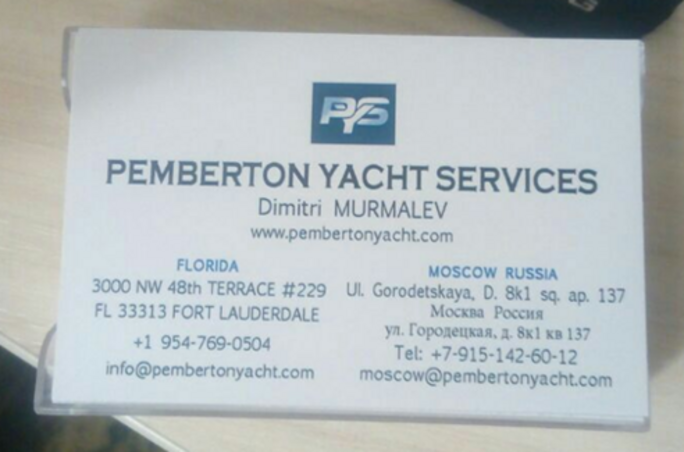 PYS
PEMBERTON YACHT SERVICES
Dimitri MURMALEV
www.pembertonyacht.com
FLORIDA
3000 NW 48th TERRACE #229
FL 33313 FORT LAUDERDALE
+1 954-769-0504
info@pembertonyacht.com
MOSCOW RUSSIA
Ul. Gorodetskaya, D. 8k1 sq. ap. 137
Москва Россия
ул. Городецкая, д. 8к1 кв 137
Tel: +7-915-142-60-12
moscow@pembertonyacht.com